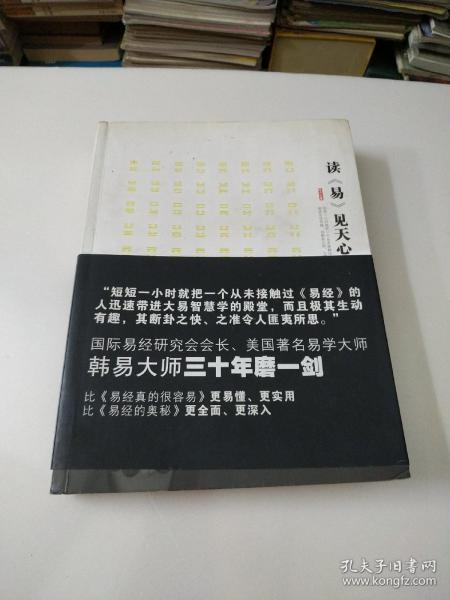 读《易》见天心
“短短一小时就把一个从未接触过《易经》的
人迅速带进大易智慧学的殿堂，而且极其生动
有趣，其断卦之快、之准令人匪夷所思。”
国际易经研究会会长、美国著名易学大师
韩易大师三十年磨一剑
比《易经真的很容易》更易懂、更实用
比《易经的奥秘》更全面、更深入
孔夫子旧书网
www.kongfz.com